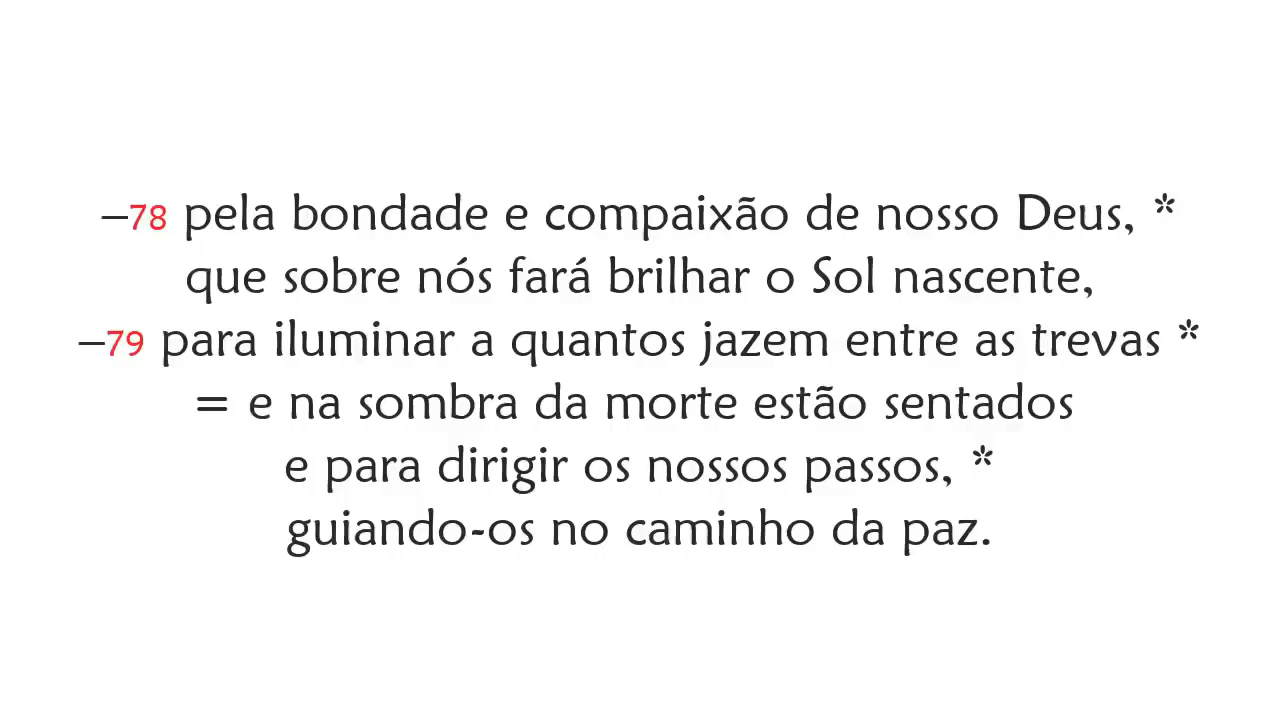 –78 pela bondade e compaixão de nosso Deus, *
que sobre nós fará brilhar o Sol nascente,
–79 para iluminar a quantos jazem entre as trevas *
= e na sombra da morte estão sentados
e para dirigir os nossos passos, *
guiando-os no caminho da paz.